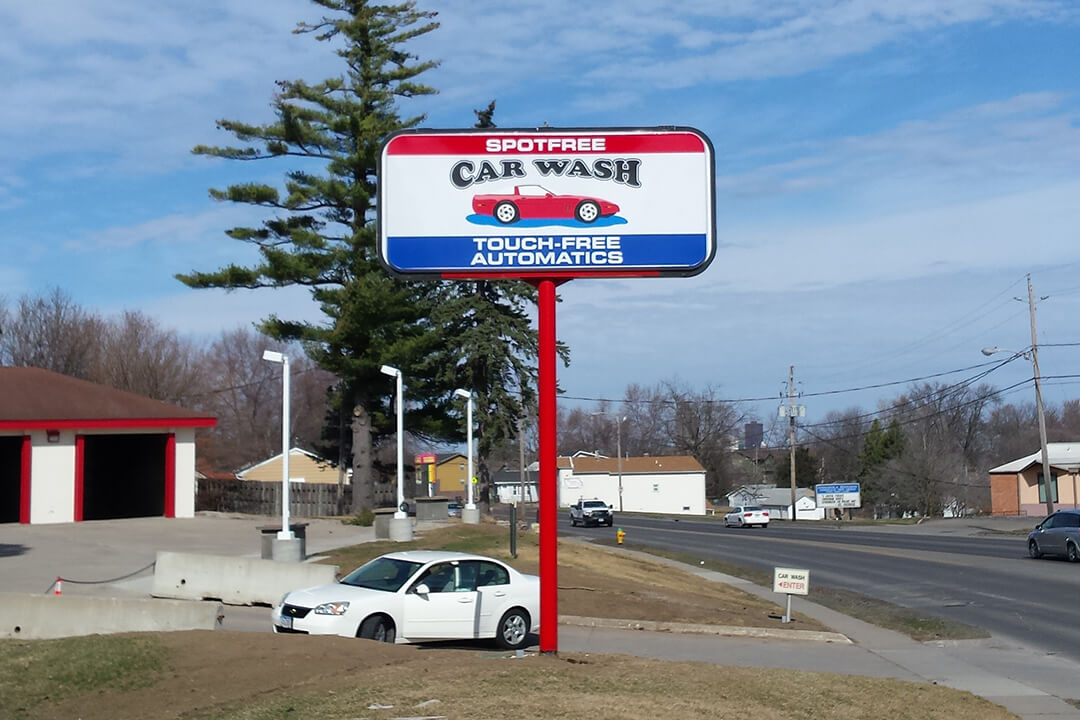 SPOTFREE
CAR WASH
TOUCH-FREE
AUTOMATICS
CAR WASH
ENTER